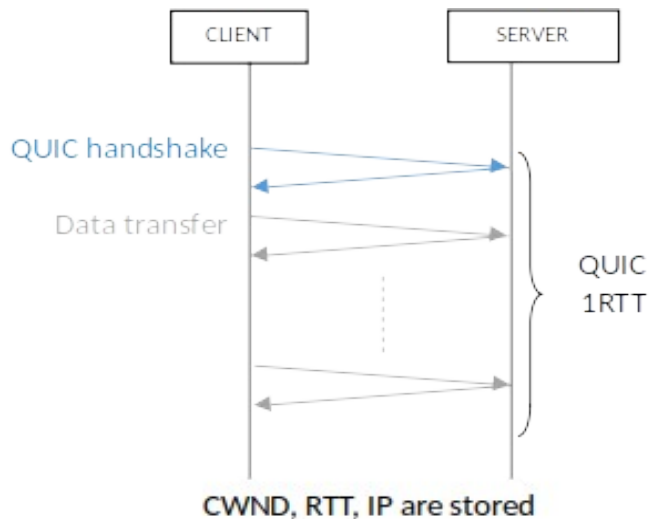 CLIENT
SERVER
QUIC handshake
Data transfer
QUIC
1RTT
CWND, RTT, IP are stored